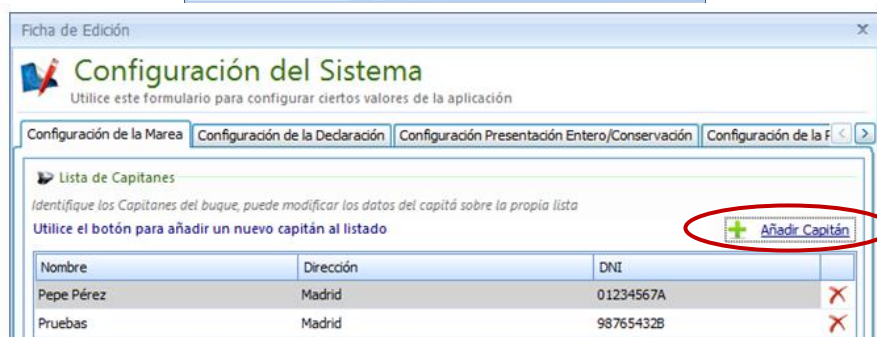 Ficha de Edición
Configuración del Sistema
Utilice este formulario para configurar ciertos valores de la aplicación
Configuración de la Marea Configuración de la Declaración Configuración Presentación Entero/Conservación Configuración de la
Lista de Capitanes
Identifique los Capitanes del buque, puede modificar los datos del capitá sobre la propia lista
Utilice el botón para añadir un nuevo capitán al listado Añadir Capitán
Nombre Dirección DNI
Pepe Pérez Madrid 01234567A
Pruebas Madrid 98765432B